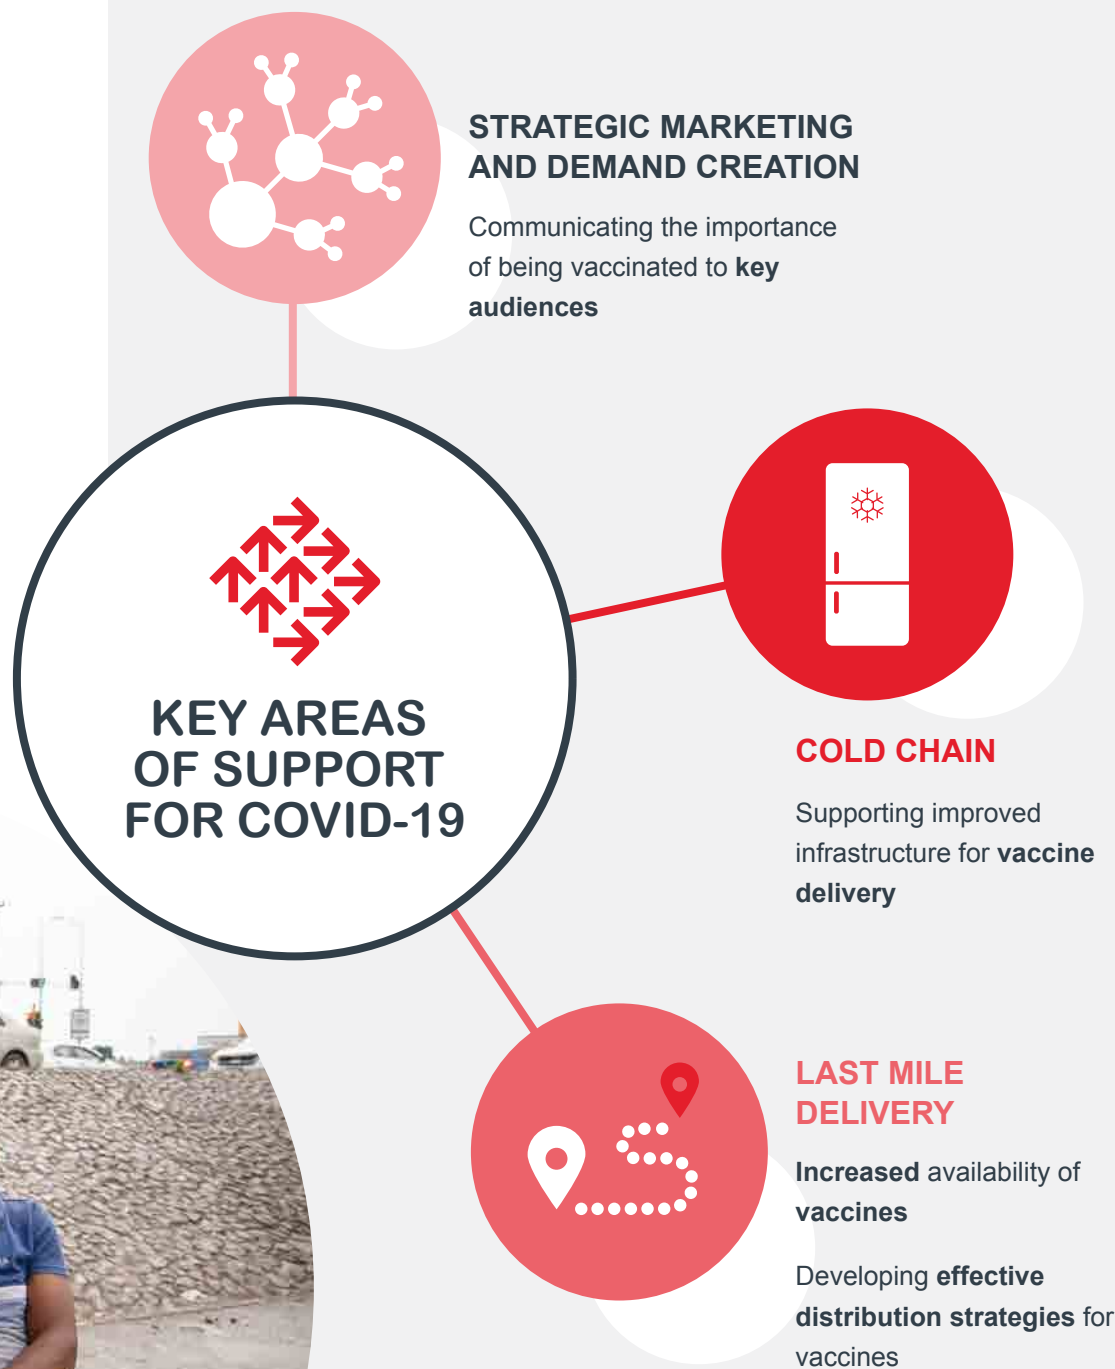 STRATEGIC MARKETING
AND DEMAND CREATION
Communicating the importance
of being vaccinated to key
audiences
KEY AREAS
OF SUPPORT
FOR COVID-19
COLD CHAIN
Supporting improved
infrastructure for vaccine
delivery
LAST MILE
DELIVERY
Increased availability of
vaccines
Developing effective
distribution strategies for
vaccines